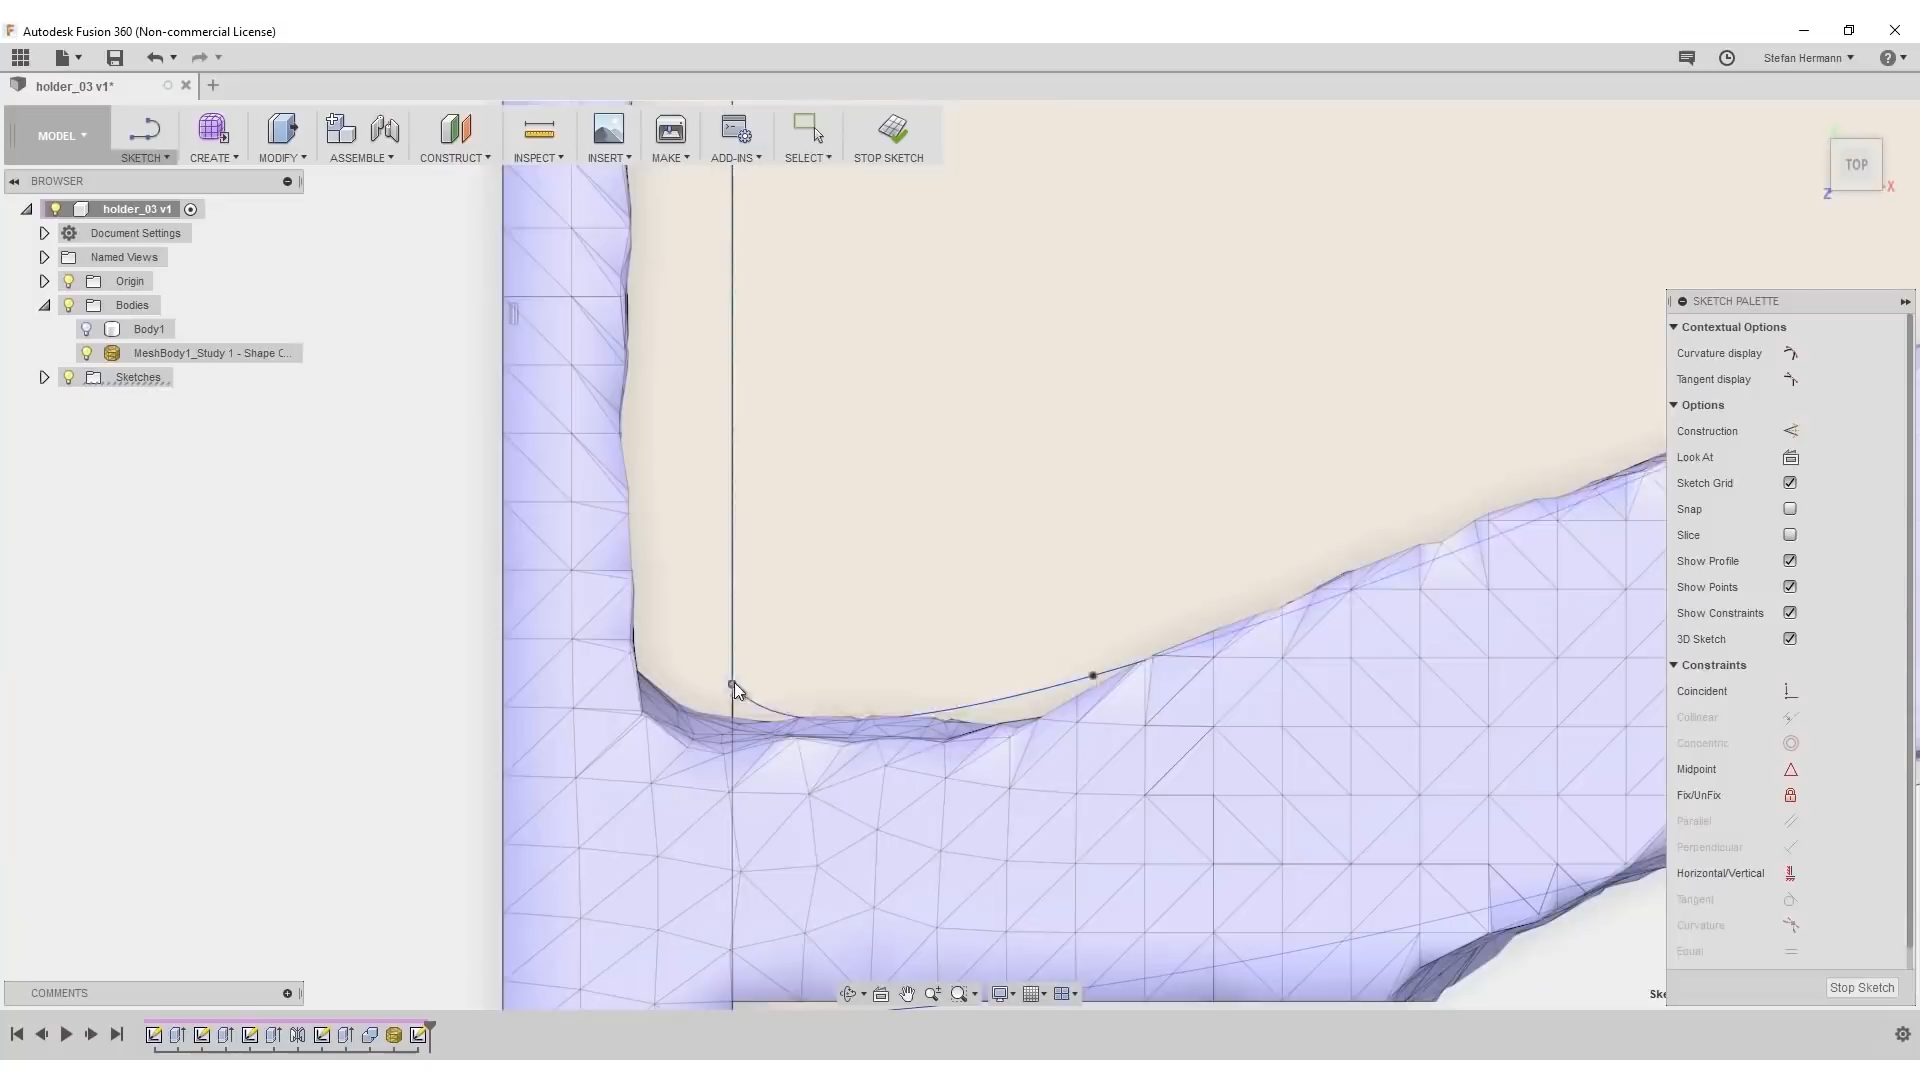 Autodesk Fusion 360 (Non-commercial License)
Stefan Hermann
holder_03 v1*
MODEL
SKETCH
CREATE
MODIFY
ASSEMBLE
CONSTRUCT
INSPECT
INSERT
MAKE
ADD-INS
SELECT
STOP SKETCH
TOP
X
Z
BROWSER
holder_03 v1
Document Settings
Named Views
Origin
Bodies
Body1
MeshBody1_Study 1 - Shape C...
Sketches
SKETCH PALETTE
Contextual Options
Curvature display
Tangent display
Options
Construction
Look At
Sketch Grid
Snap
Slice
Show Profile
Show Points
Show Constraints
3D Sketch
Constraints
Coincident
Collinear
Concentric
Midpoint
Fix/UnFix
Parallel
Perpendicular
Horizontal/Vertical
Tangent
Curvature
Equal
Stop Sketch
Ske
COMMENTS